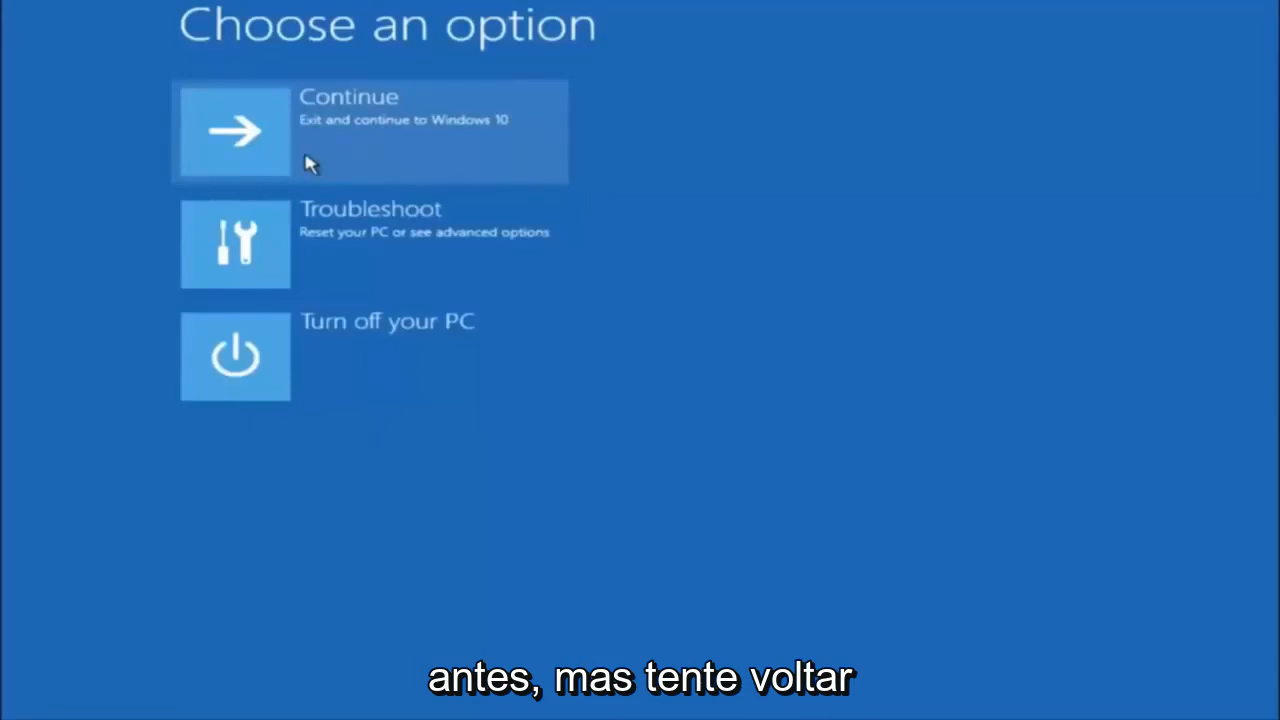 Choose an option
Continue
Exit and continue to Windows 10
Troubleshoot
Reset your PC or see advanced options
Turn off your PC
antes, mas tente voltar